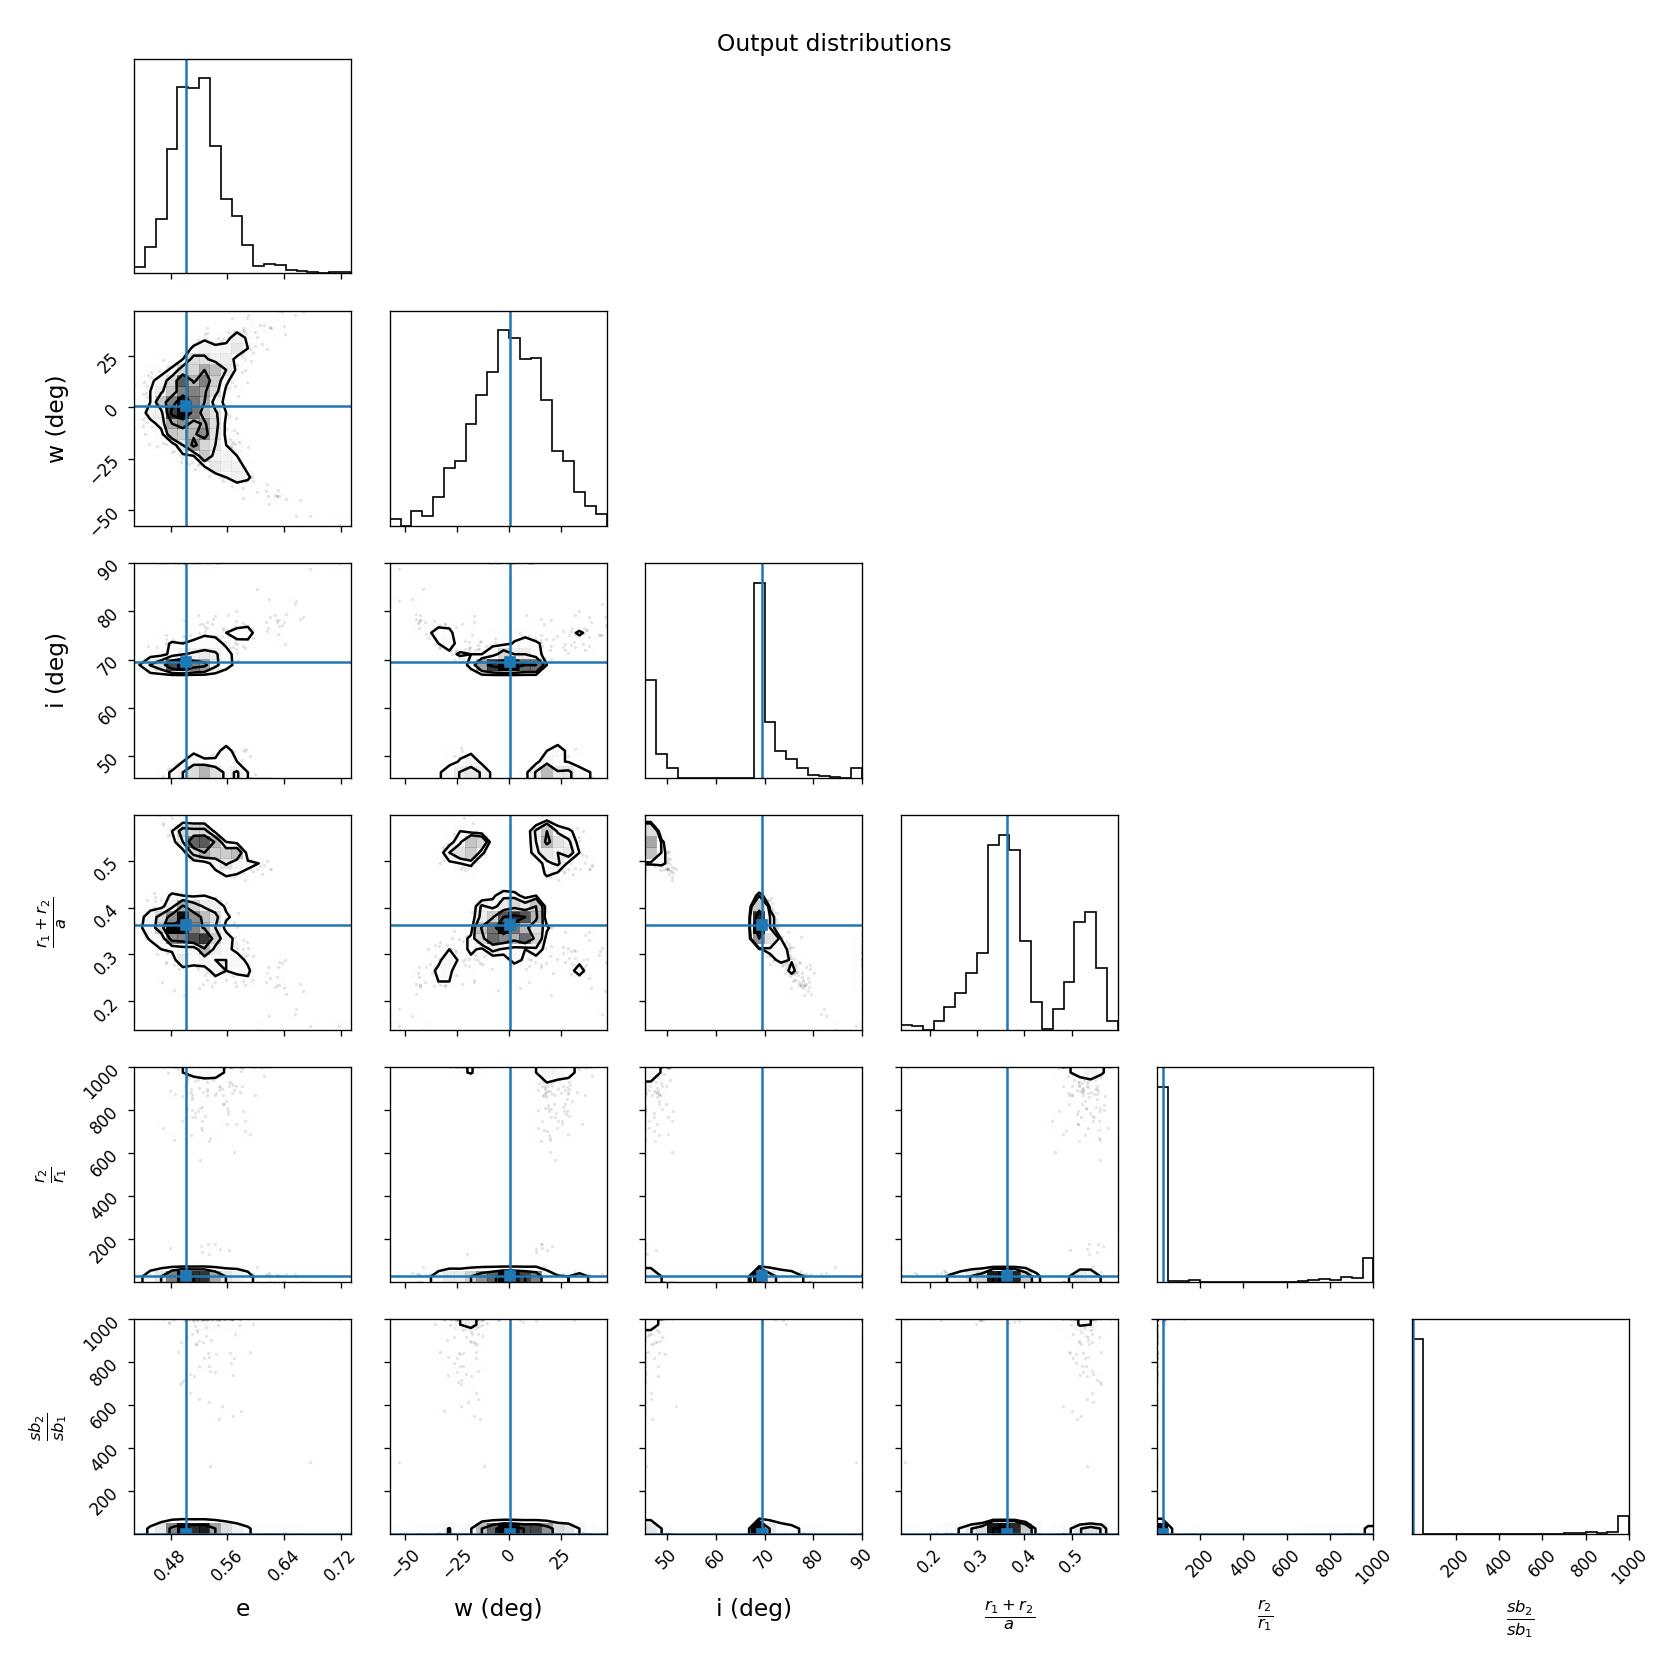 Output distributions
w (deg)
25
0
−25
−50
i (deg)
90
80
70
60
50
r₁ + r₂ / a
0.5
0.4
0.3
0.2
r₂ / r₁
1000
800
600
400
200
sb₂ / sb₁
1000
800
600
400
200
0.48 0.56 0.64 0.72 −50 −25 0 25 50 60 70 80 90 0.2 0.3 0.4 0.5 200 400 600 800 1000 200 400 600 800 1000
e w (deg) i (deg) r₁ + r₂ / a r₂ / r₁ sb₂ / sb₁